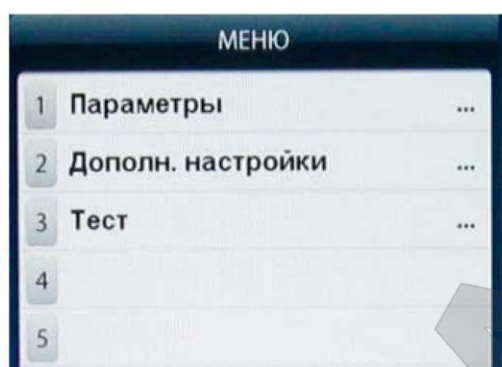 МЕНЮ
1 Параметры ...
2 Дополн. настройки ...
3 Тест ...
4
5